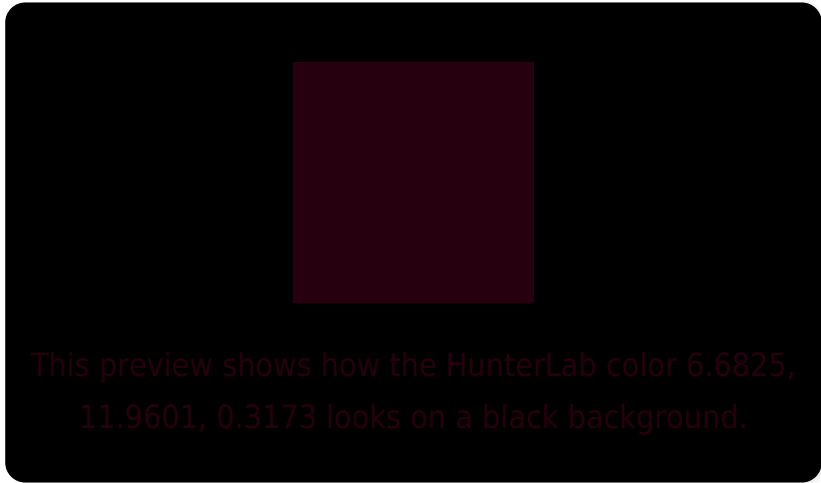 This preview shows how the HunterLab color 6.6825,
11.9601, 0.3173 looks on a black background.